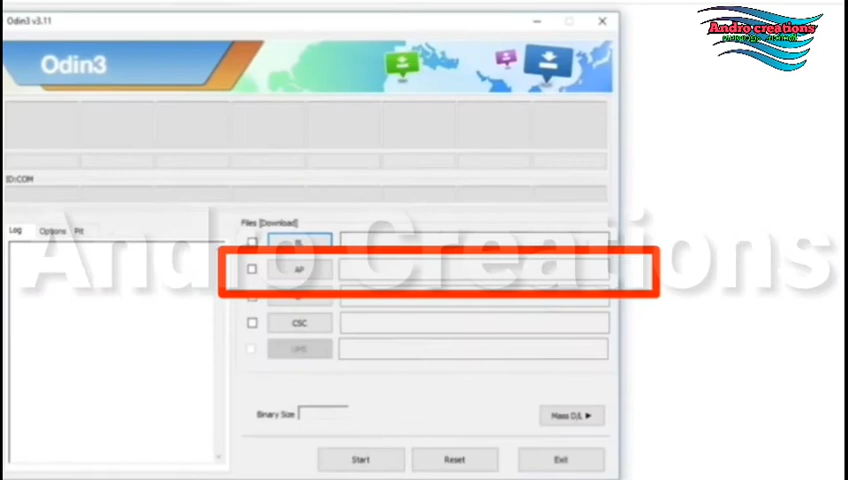 Odin3 v3.11
Andro creations
Odin3
ID:COM
Log
Options
Pit
Files [Download]
BL
AP
CSC
UMS
Binary Size
Mass D/L
Start
Reset
Exit
Andro Creations